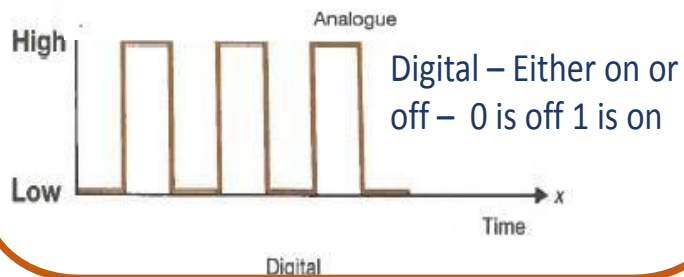 Analogue
High
Digital – Either on or
off – 0 is off 1 is on
Low
x
Time
Digital